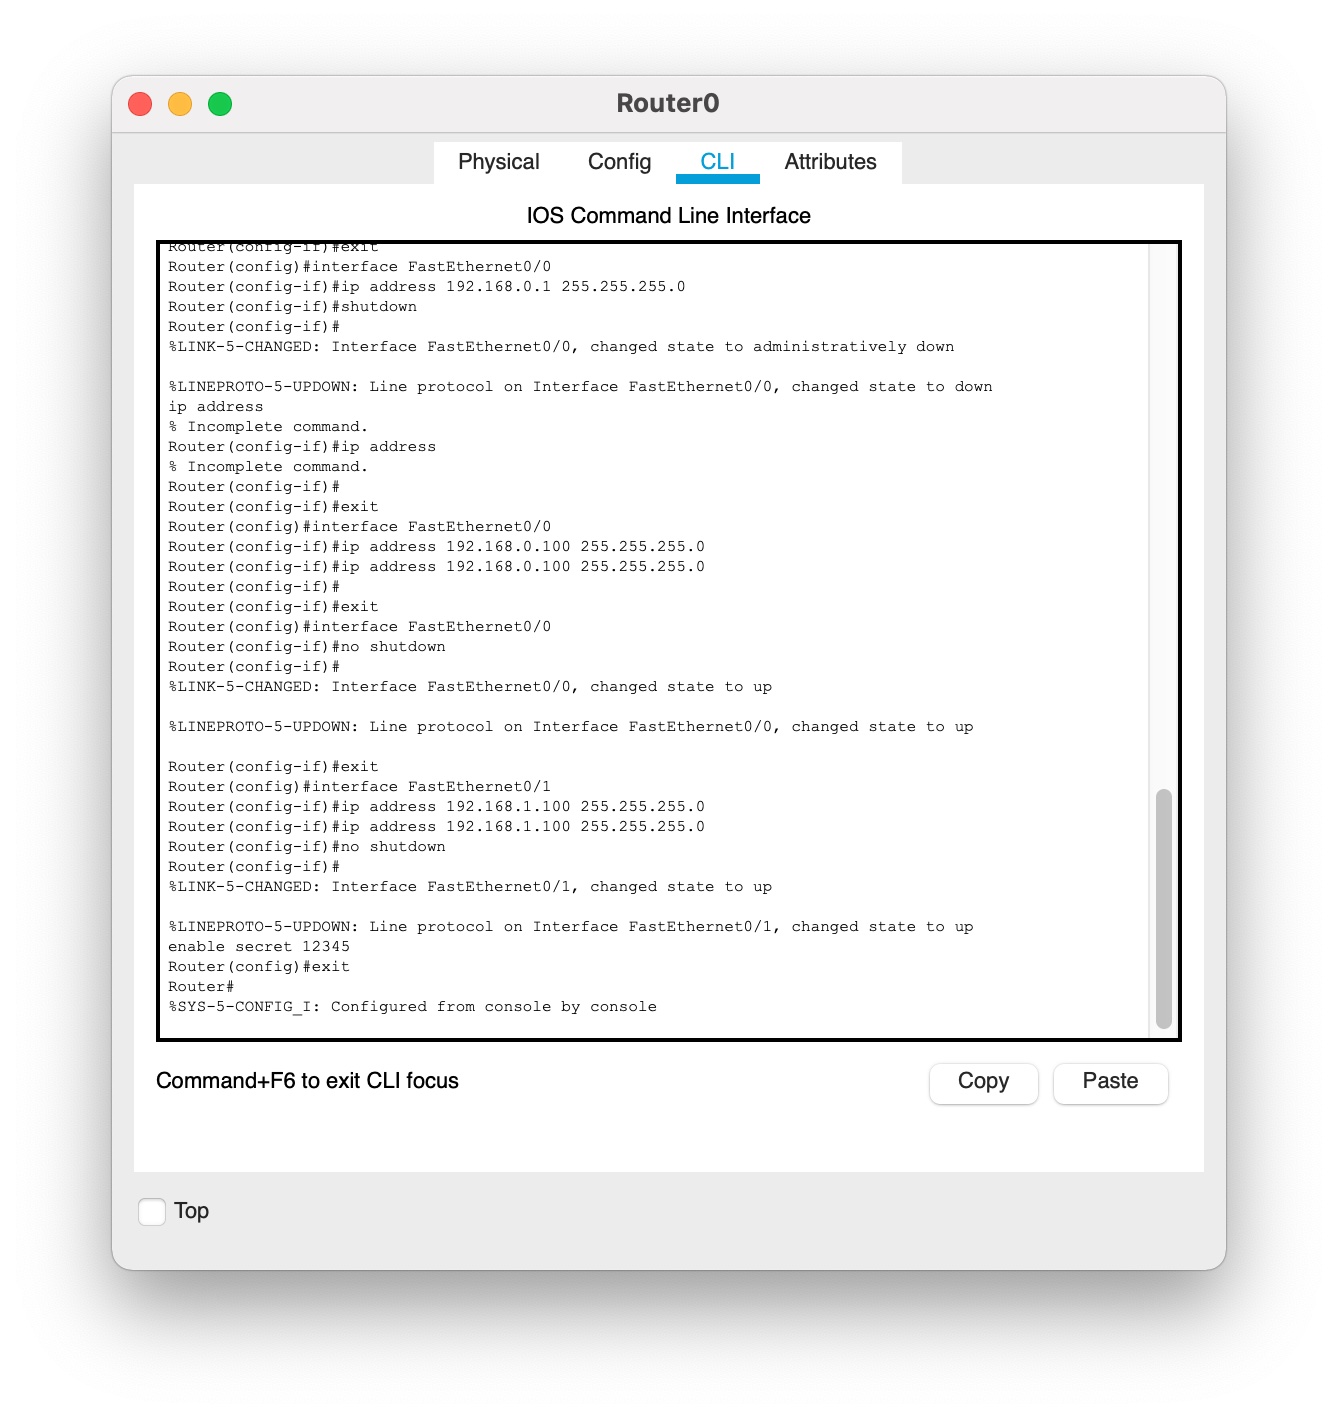 Router0
Physical Config CLI Attributes
IOS Command Line Interface
Router(config-if)#exit
Router(config)#interface FastEthernet0/0
Router(config-if)#ip address 192.168.0.1 255.255.255.0
Router(config-if)#shutdown
Router(config-if)#
%LINK-5-CHANGED: Interface FastEthernet0/0, changed state to administratively down
%LINEPROTO-5-UPDOWN: Line protocol on Interface FastEthernet0/0, changed state to down
ip address
% Incomplete command.
Router(config-if)#ip address
% Incomplete command.
Router(config-if)#
Router(config-if)#exit
Router(config)#interface FastEthernet0/0
Router(config-if)#ip address 192.168.0.100 255.255.255.0
Router(config-if)#ip address 192.168.0.100 255.255.255.0
Router(config-if)#
Router(config-if)#exit
Router(config)#interface FastEthernet0/0
Router(config-if)#no shutdown
Router(config-if)#
%LINK-5-CHANGED: Interface FastEthernet0/0, changed state to up
%LINEPROTO-5-UPDOWN: Line protocol on Interface FastEthernet0/0, changed state to up
Router(config-if)#exit
Router(config)#interface FastEthernet0/1
Router(config-if)#ip address 192.168.1.100 255.255.255.0
Router(config-if)#ip address 192.168.1.100 255.255.255.0
Router(config-if)#no shutdown
Router(config-if)#
%LINK-5-CHANGED: Interface FastEthernet0/1, changed state to up
%LINEPROTO-5-UPDOWN: Line protocol on Interface FastEthernet0/1, changed state to up
enable secret 12345
Router(config)#exit
Router#
%SYS-5-CONFIG_I: Configured from console by console
Command+F6 to exit CLI focus
Copy Paste
Top